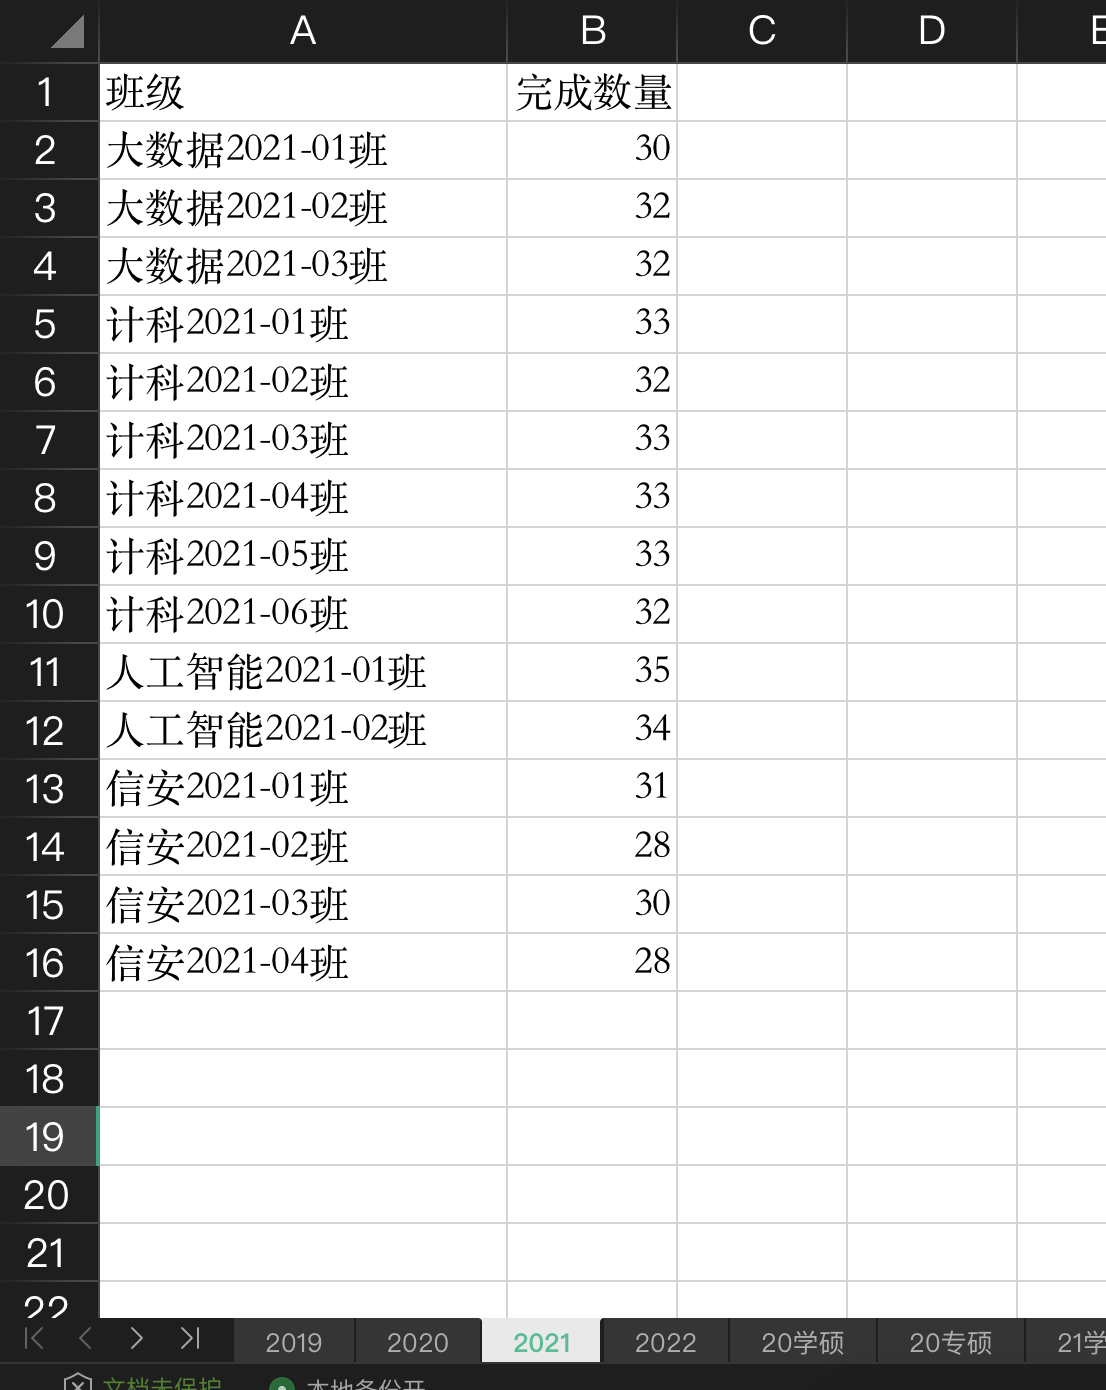 A B C D E
1 班级 完成数量
2 大数据2021-01班 30
3 大数据2021-02班 32
4 大数据2021-03班 32
5 计科2021-01班 33
6 计科2021-02班 32
7 计科2021-03班 33
8 计科2021-04班 33
9 计科2021-05班 33
10 计科2021-06班 32
11 人工智能2021-01班 35
12 人工智能2021-02班 34
13 信安2021-01班 31
14 信安2021-02班 28
15 信安2021-03班 30
16 信安2021-04班 28
17
18
19
20
21
22
2019 2020 2021 2022 20学硕 20专硕 21学
文档未保护 本地备份开